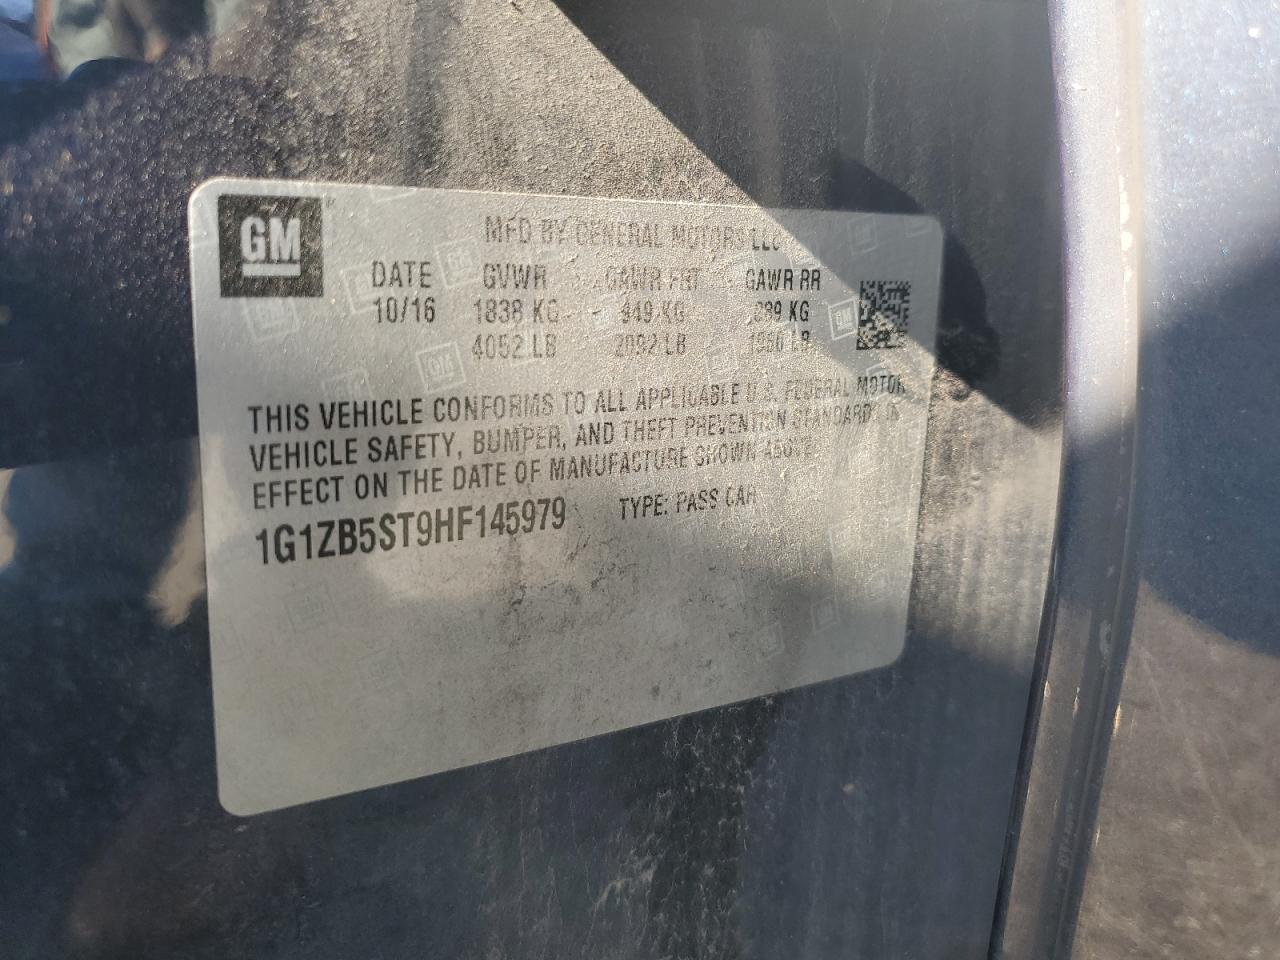 GM
MFD BY GENERAL MOTORS LLC
DATE GVWR GAWR FRT GAWR RR
10/16 1838 KG 949 KG 889 KG
4052 LB 2092 LB 1960 LB
THIS VEHICLE CONFORMS TO ALL APPLICABLE U.S. FEDERAL MOTOR
VEHICLE SAFETY, BUMPER, AND THEFT PREVENTION STANDARDS IN
EFFECT ON THE DATE OF MANUFACTURE SHOWN ABOVE.
1G1ZB5ST9HF145979 TYPE: PASS CAR